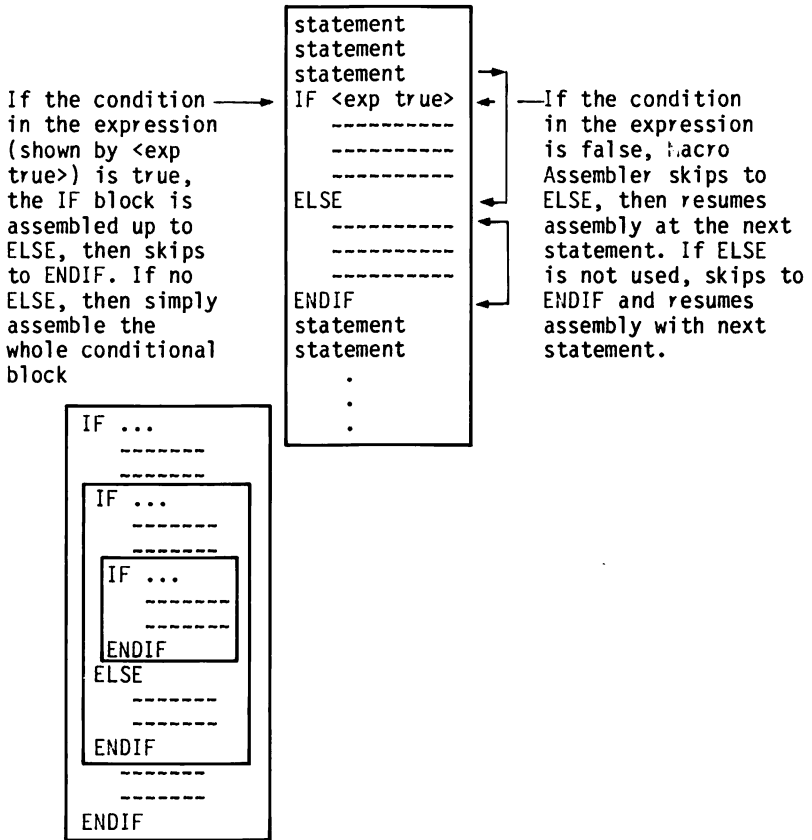 If the condition
in the expression
(shown by <exp
true>) is true,
the IF block is
assembled up to
ELSE, then skips
to ENDIF. If no
ELSE, then simply
assemble the
whole conditional
block
statement
statement
statement
IF <exp true>
----------
----------
----------
ELSE
----------
----------
----------
ENDIF
statement
statement
.
.
.
If the condition
in the expression
is false, Macro
Assembler skips to
ELSE, then resumes
assembly at the next
statement. If ELSE
is not used, skips to
ENDIF and resumes
assembly with next
statement.
IF ...
-------
-------
IF ...
-------
-------
IF ...
-------
-------
ENDIF
ELSE
-------
-------
ENDIF
-------
-------
ENDIF